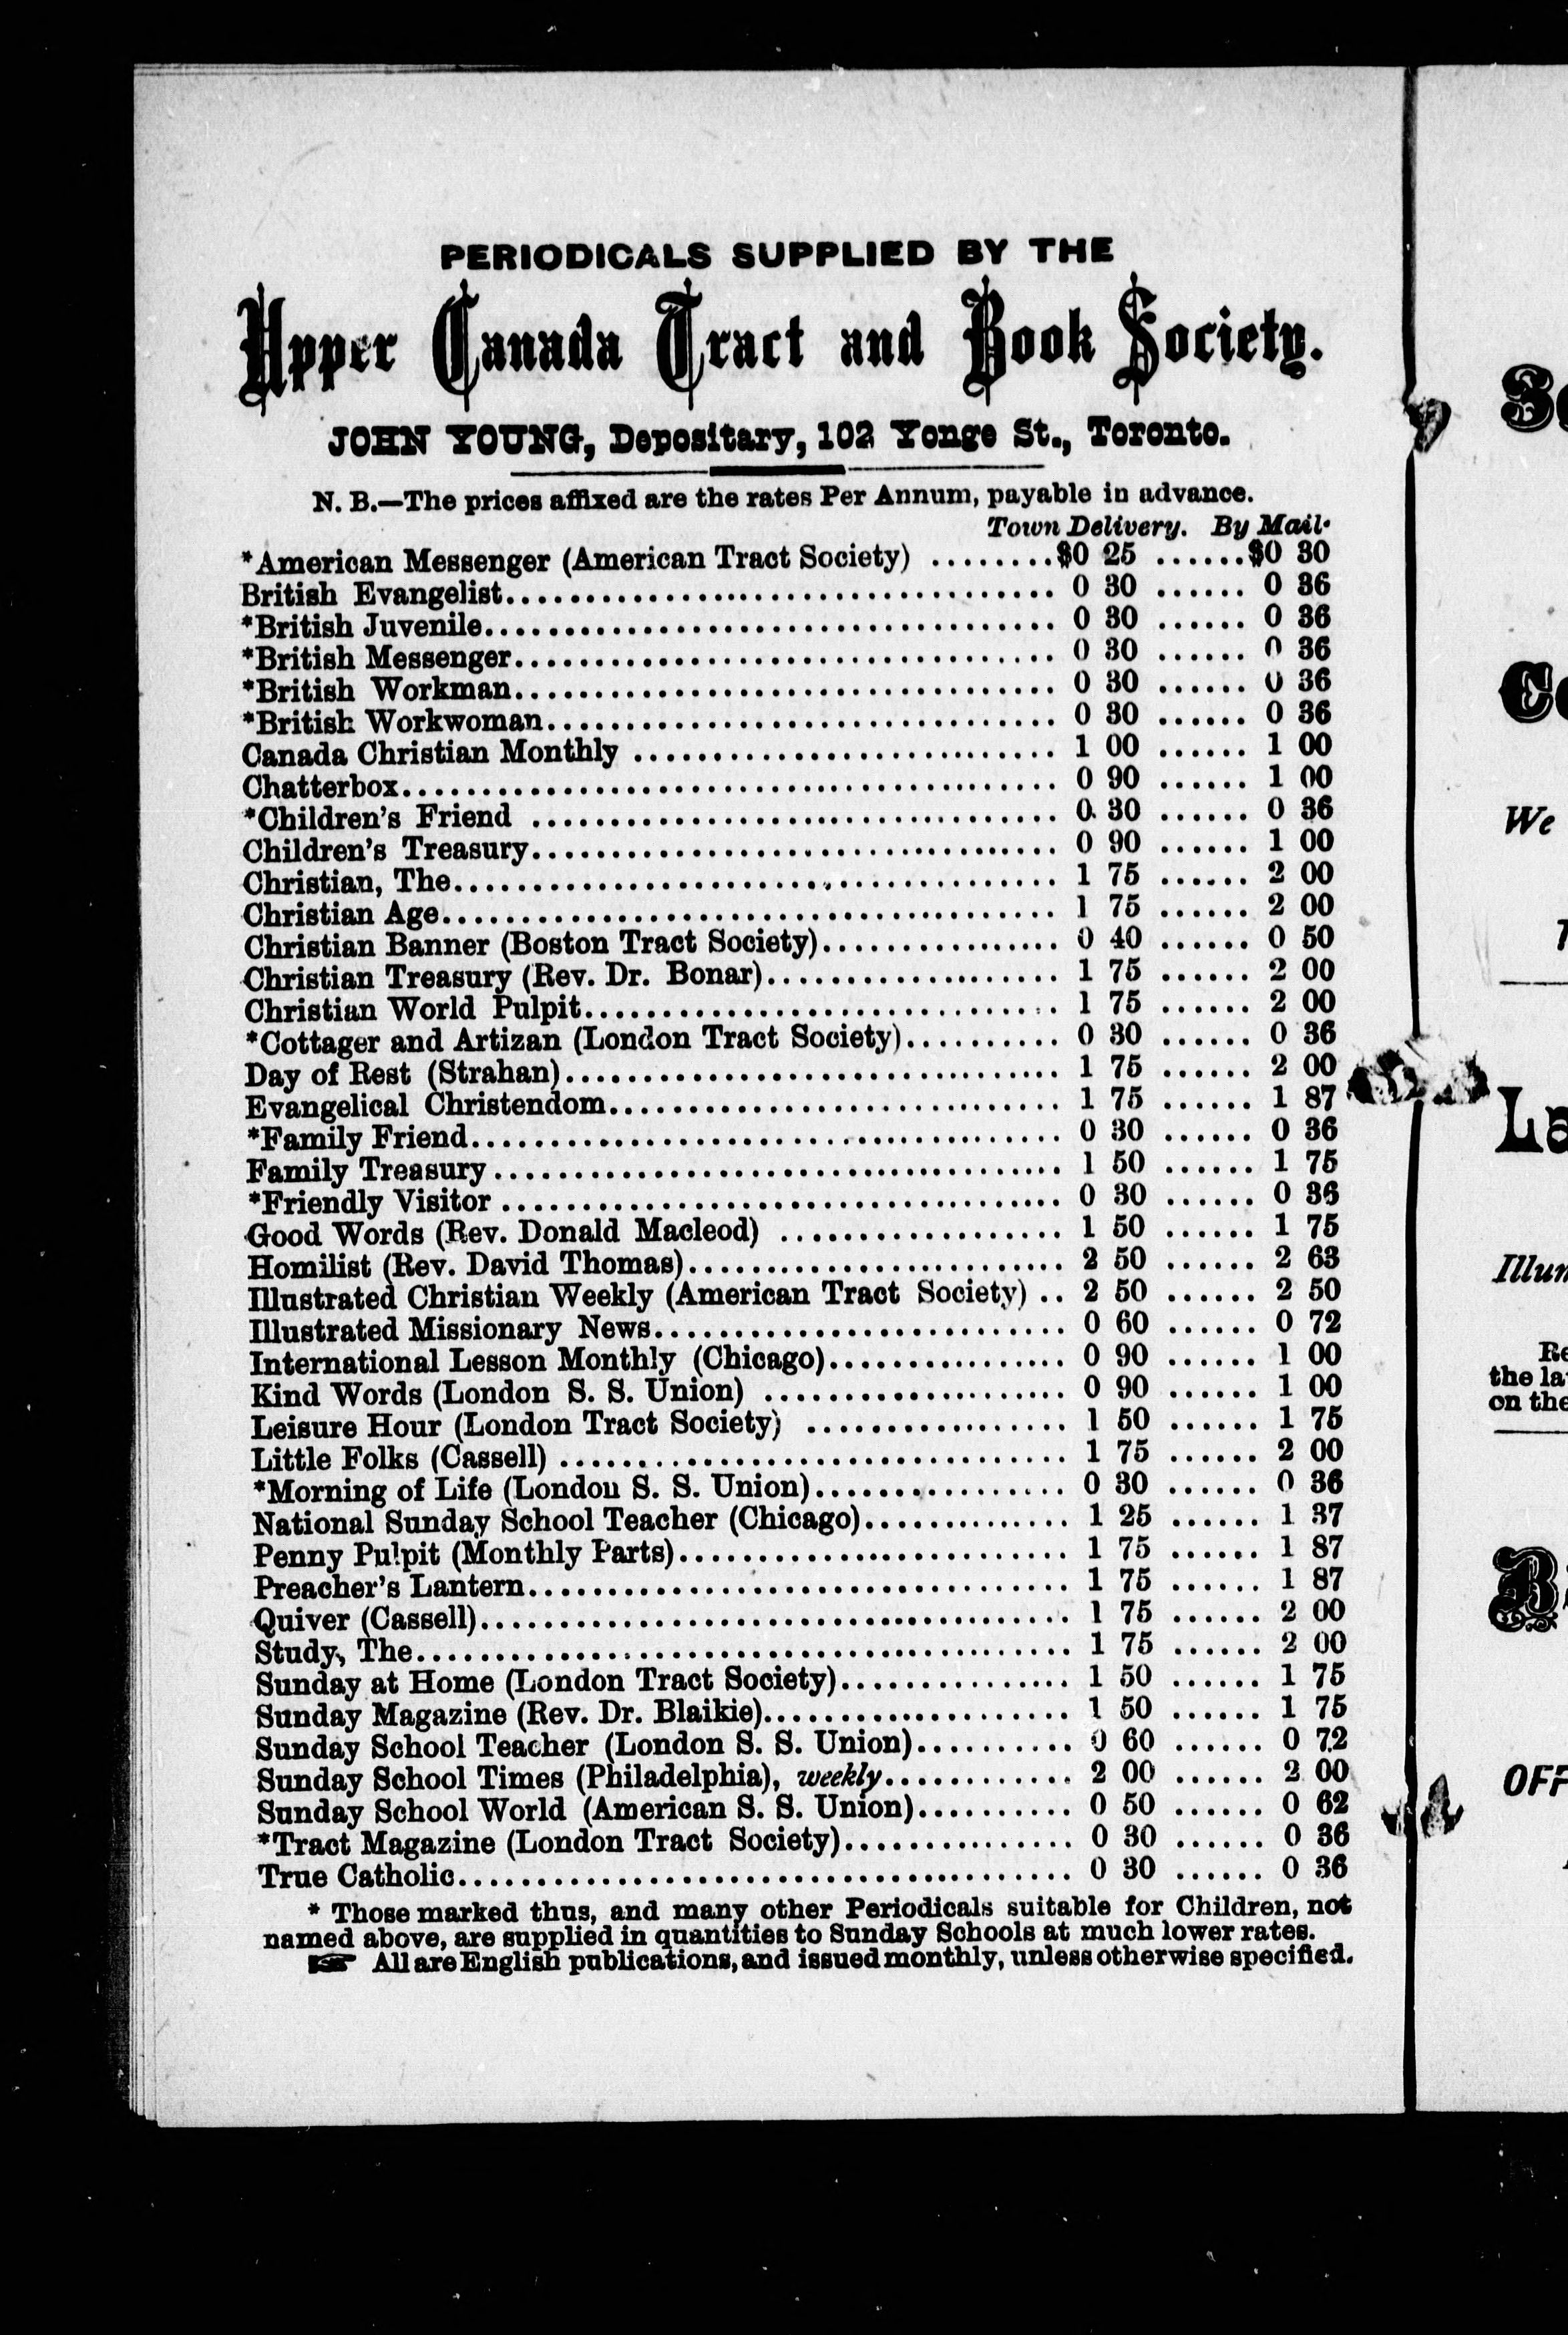 PERIODICALS SUPPLIED BY THE
Upper Canada Tract and Book Society.
JOHN YOUNG, Depositary, 102 Yonge St., Toronto.
N. B.—The prices affixed are the rates Per Annum, payable in advance.
Town Delivery. By Mail·
*American Messenger (American Tract Society) ........$0 25 ......$0 30
British Evangelist.................................. 0 30 ...... 0 36
*British Juvenile.................................... 0 30 ...... 0 36
*British Messenger.................................. 0 30 ...... 0 36
*British Workman.................................. 0 30 ...... 0 36
*British Workwoman................................ 0 30 ...... 0 36
Canada Christian Monthly ........................... 1 00 ...... 1 00
Chatterbox.......................................... 0 90 ...... 1 00
*Children's Friend .................................. 0 30 ...... 0 36
Children's Treasury................................. 0 90 ...... 1 00
Christian, The...................................... 1 75 ...... 2 00
Christian Age....................................... 1 75 ...... 2 00
Christian Banner (Boston Tract Society)............... 0 40 ...... 0 50
Christian Treasury (Rev. Dr. Bonar)................... 1 75 ...... 2 00
Christian World Pulpit.............................. 1 75 ...... 2 00
*Cottager and Artizan (London Tract Society).......... 0 30 ...... 0 36
Day of Rest (Strahan)............................... 1 75 ...... 2 00
Evangelical Christendom............................. 1 75 ...... 1 87
*Family Friend...................................... 0 30 ...... 0 36
Family Treasury.................................... 1 50 ...... 1 75
*Friendly Visitor ................................... 0 30 ...... 0 36
Good Words (Rev. Donald Macleod) .................. 1 50 ...... 1 75
Homilist (Rev. David Thomas)........................ 2 50 ...... 2 63
Illustrated Christian Weekly (American Tract Society) .. 2 50 ...... 2 50
Illustrated Missionary News.......................... 0 60 ...... 0 72
International Lesson Monthly (Chicago)............... 0 90 ...... 1 00
Kind Words (London S. S. Union) ................... 0 90 ...... 1 00
Leisure Hour (London Tract Society) ................. 1 50 ...... 1 75
Little Folks (Cassell) ................................ 1 75 ...... 2 00
*Morning of Life (London S. S. Union)................ 0 30 ...... 0 36
National Sunday School Teacher (Chicago)............. 1 25 ...... 1 37
Penny Pulpit (Monthly Parts)......................... 1 75 ...... 1 87
Preacher's Lantern.................................. 1 75 ...... 1 87
Quiver (Cassell)..................................... 1 75 ...... 2 00
Study, The......................................... 1 75 ...... 2 00
Sunday at Home (London Tract Society)............... 1 50 ...... 1 75
Sunday Magazine (Rev. Dr. Blaikie)................... 1 50 ...... 1 75
Sunday School Teacher (London S. S. Union).......... 0 60 ...... 0 72
Sunday School Times (Philadelphia), weekly............ 2 00 ...... 2 00
Sunday School World (American S. S. Union).......... 0 50 ...... 0 62
*Tract Magazine (London Tract Society)............... 0 30 ...... 0 36
True Catholic....................................... 0 30 ...... 0 36
* Those marked thus, and many other Periodicals suitable for Children, not
named above, are supplied in quantities to Sunday Schools at much lower rates.
☞ All are English publications, and issued monthly, unless otherwise specified.
We
the
on the